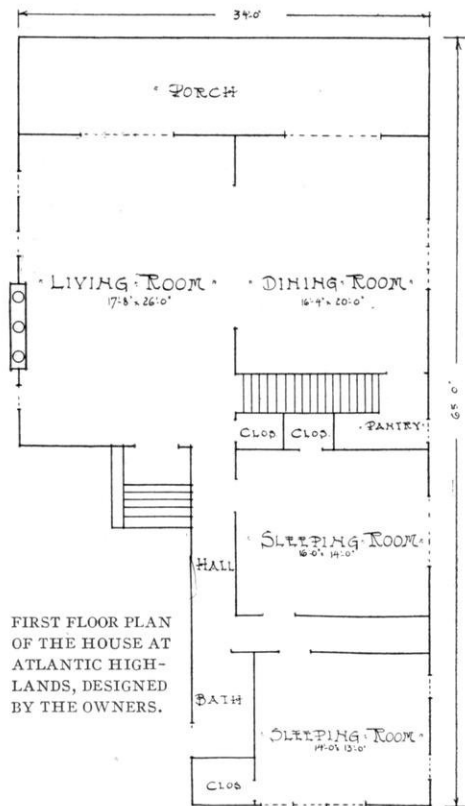 34'-0"
PORCH
LIVING ROOM
17'-8" x 26'-0"
DINING ROOM
16'-4" x 20'-0"
65'-0"
CLOS.
CLOS.
PANTRY
SLEEPING ROOM
16'-0" x 14'-0"
HALL
FIRST FLOOR PLAN
OF THE HOUSE AT
ATLANTIC HIGH-
LANDS, DESIGNED
BY THE OWNERS.
BATH
SLEEPING ROOM
14'-0" x 13'-0"
CLOS